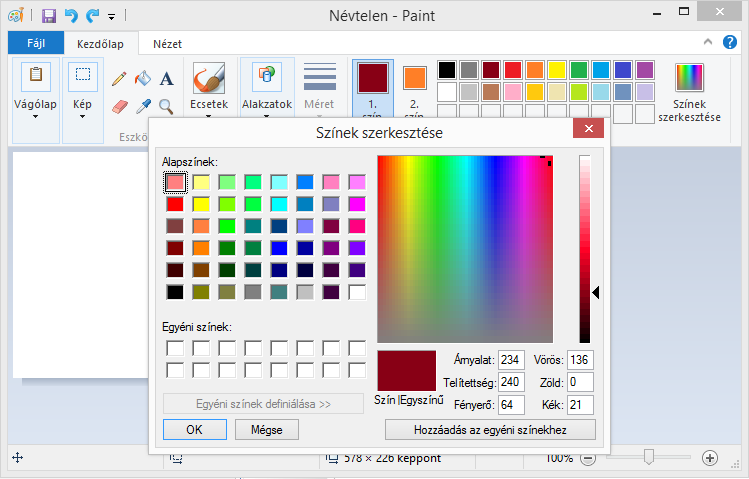 Névtelen - Paint
Fájl Kezdőlap Nézet
Vágólap Kép Ecsetek Alakzatok Méret 1. 2. Színek
szín szín szerkesztése
Eszkö
Színek szerkesztése
Alapszínek:
Egyéni színek:
Árnyalat: 234 Vörös: 136
Telítettség: 240 Zöld: 0
Szín |Egyszínű
Fényerő: 64 Kék: 21
Egyéni színek definiálása >>
OK Mégse Hozzáadás az egyéni színekhez
578 × 226 képpont 100%